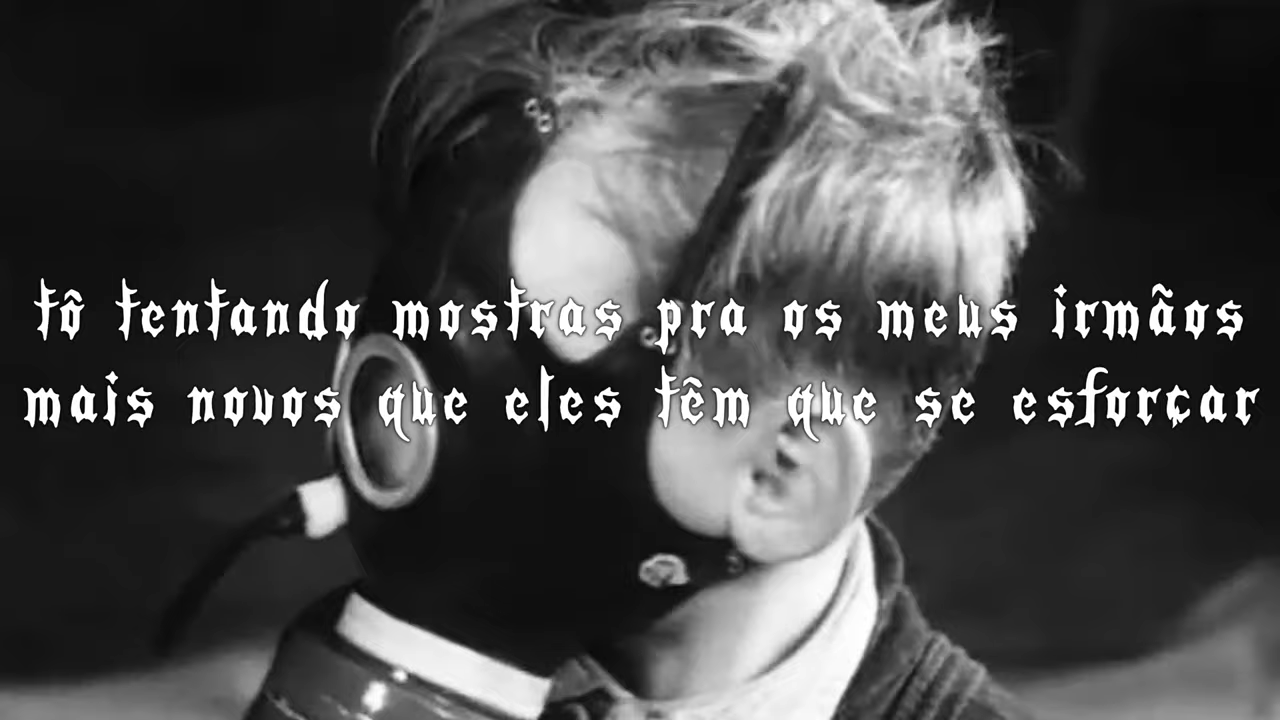 tô tentando mostras pra os meus irmãos
mais novos que eles têm que se esforçar